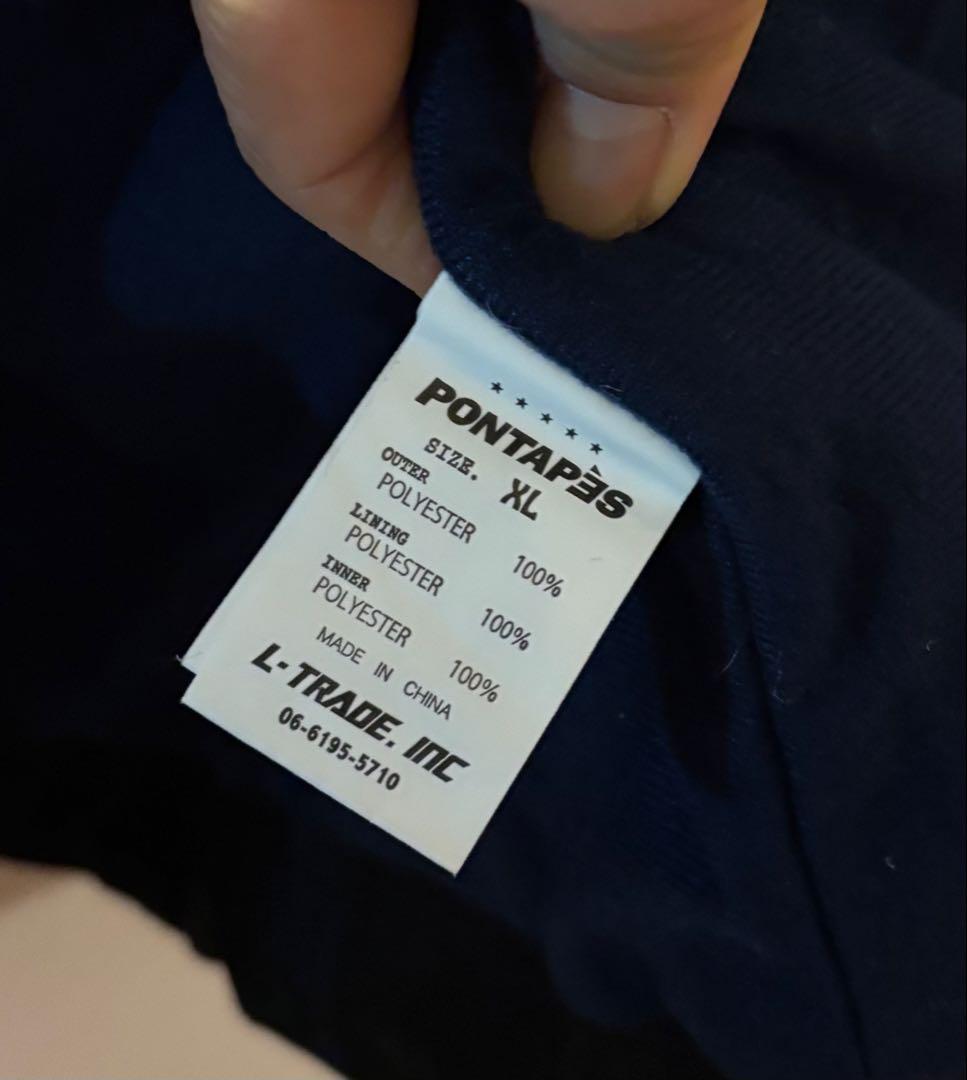 ★ ★ ★ ★ ★
PONTAPÈS
SIZE. XL
OUTER
POLYESTER 100%
LINING
POLYESTER 100%
INNER
POLYESTER 100%
MADE IN CHINA
L-TRADE. INC
06-6195-5710